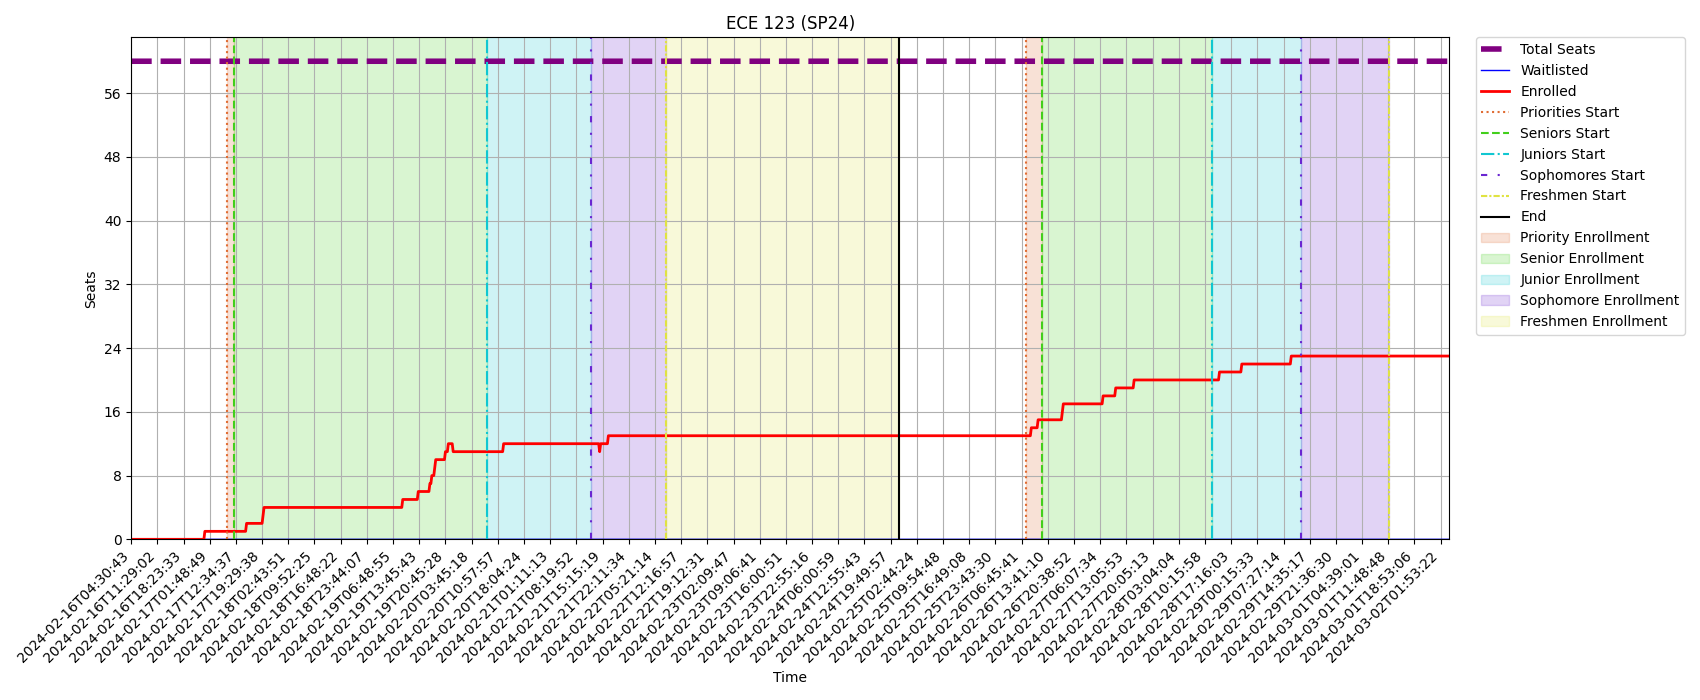 ECE 123 (SP24)
Total Seats
Waitlisted
Enrolled
Priorities Start
Seniors Start
Juniors Start
Sophomores Start
Freshmen Start
End
Priority Enrollment
Senior Enrollment
Junior Enrollment
Sophomore Enrollment
Freshmen Enrollment
Seats
56
48
40
32
24
16
8
0
2024-02-16T04:30:43
2024-02-16T11:29:02
2024-02-16T18:23:33
2024-02-17T01:48:49
2024-02-17T12:34:37
2024-02-17T19:29:38
2024-02-18T02:43:51
2024-02-18T09:52:25
2024-02-18T16:48:22
2024-02-18T23:44:07
2024-02-19T06:48:55
2024-02-19T13:45:43
2024-02-19T20:45:28
2024-02-20T03:45:18
2024-02-20T10:57:57
2024-02-20T18:04:24
2024-02-21T01:11:13
2024-02-21T08:19:52
2024-02-21T15:15:19
2024-02-21T22:11:34
2024-02-22T05:21:14
2024-02-22T12:16:57
2024-02-22T19:12:31
2024-02-23T02:09:47
2024-02-23T09:06:41
2024-02-23T16:00:51
2024-02-23T22:55:16
2024-02-24T06:00:59
2024-02-24T12:55:43
2024-02-24T19:49:57
2024-02-25T02:44:24
2024-02-25T09:54:48
2024-02-25T16:49:08
2024-02-25T23:43:30
2024-02-26T06:45:41
2024-02-26T13:41:10
2024-02-26T20:38:52
2024-02-27T06:07:34
2024-02-27T13:05:53
2024-02-27T20:05:13
2024-02-28T03:04:04
2024-02-28T10:15:58
2024-02-28T17:16:03
2024-02-29T00:15:33
2024-02-29T07:27:14
2024-02-29T14:35:17
2024-02-29T21:36:30
2024-03-01T04:39:01
2024-03-01T11:48:48
2024-03-01T18:53:06
2024-03-02T01:53:22
Time